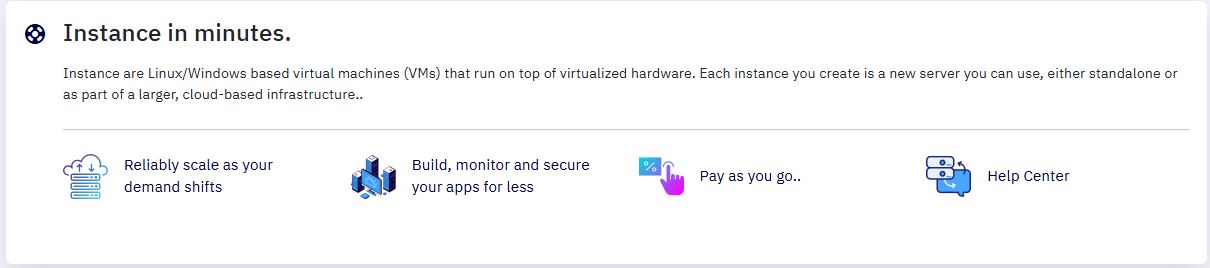 Instance in minutes.
Instance are Linux/Windows based virtual machines (VMs) that run on top of virtualized hardware. Each instance you create is a new server you can use, either standalone or
as part of a larger, cloud-based infrastructure..
Reliably scale as your
demand shifts
Build, monitor and secure
your apps for less
%
Pay as you go..
Help Center